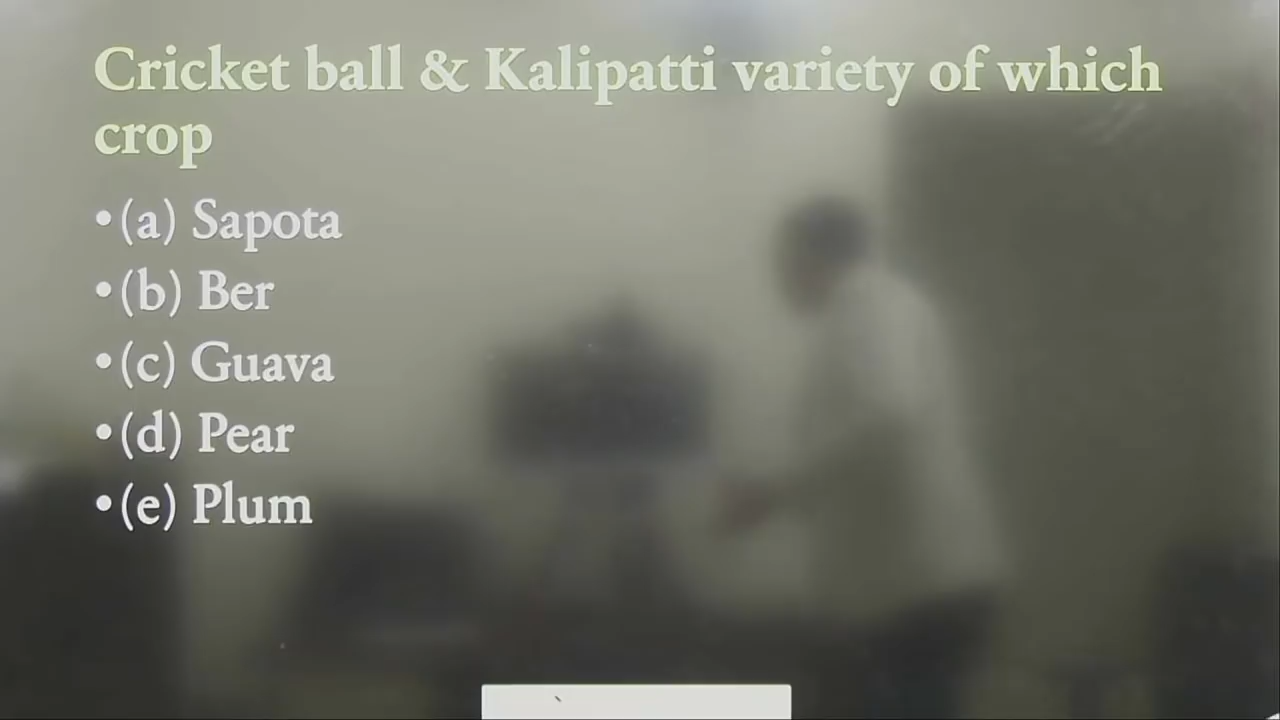 Cricket ball & Kalipatti variety of which
crop
•(a) Sapota
•(b) Ber
•(c) Guava
•(d) Pear
•(e) Plum